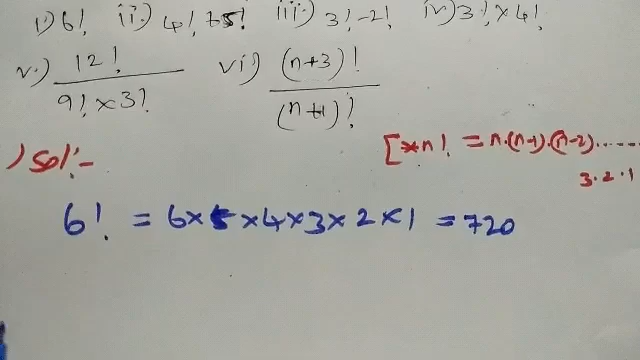 i) 6! ii.) 4! 75! iii) 3! - 2! iv) 3! × 4!
v.) 12! / 9! × 3! vi) (n+3)! / (n+1)!
) Sol:-
[*n! = n.(n-1).(n-2)......
3.2.1
6! = 6×5×4×3×2×1 = 720